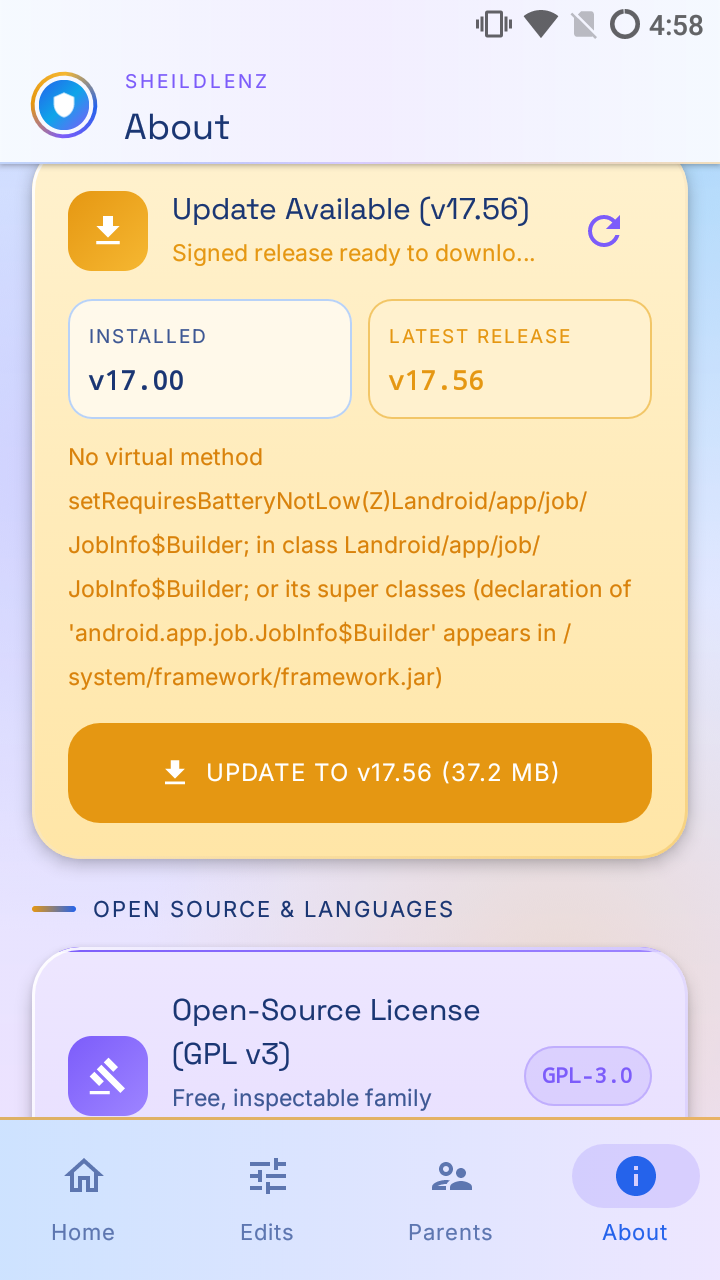 4:58
SHEILDLENZ
About
Update Available (v17.56)
Signed release ready to downlo...
INSTALLED
v17.00
LATEST RELEASE
v17.56
No virtual method
setRequiresBatteryNotLow(Z)Landroid/app/job/
JobInfo$Builder; in class Landroid/app/job/
JobInfo$Builder; or its super classes (declaration of
'android.app.job.JobInfo$Builder' appears in /
system/framework/framework.jar)
UPDATE TO v17.56 (37.2 MB)
OPEN SOURCE & LANGUAGES
Open-Source License
(GPL v3)
GPL-3.0
Free, inspectable family
Home
Edits
Parents
About